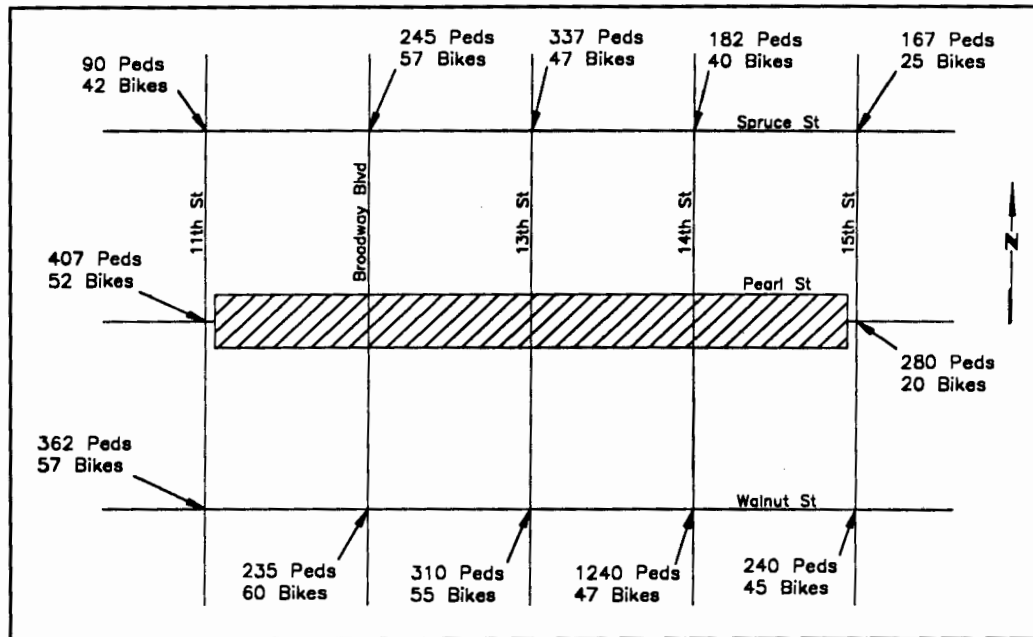 90 Peds
42 Bikes
245 Peds
57 Bikes
337 Peds
47 Bikes
182 Peds
40 Bikes
167 Peds
25 Bikes
Spruce St
11th St
Broadway Blvd
13th St
14th St
15th St
N
407 Peds
52 Bikes
Pearl St
280 Peds
20 Bikes
362 Peds
57 Bikes
Walnut St
235 Peds
60 Bikes
310 Peds
55 Bikes
1240 Peds
47 Bikes
240 Peds
45 Bikes